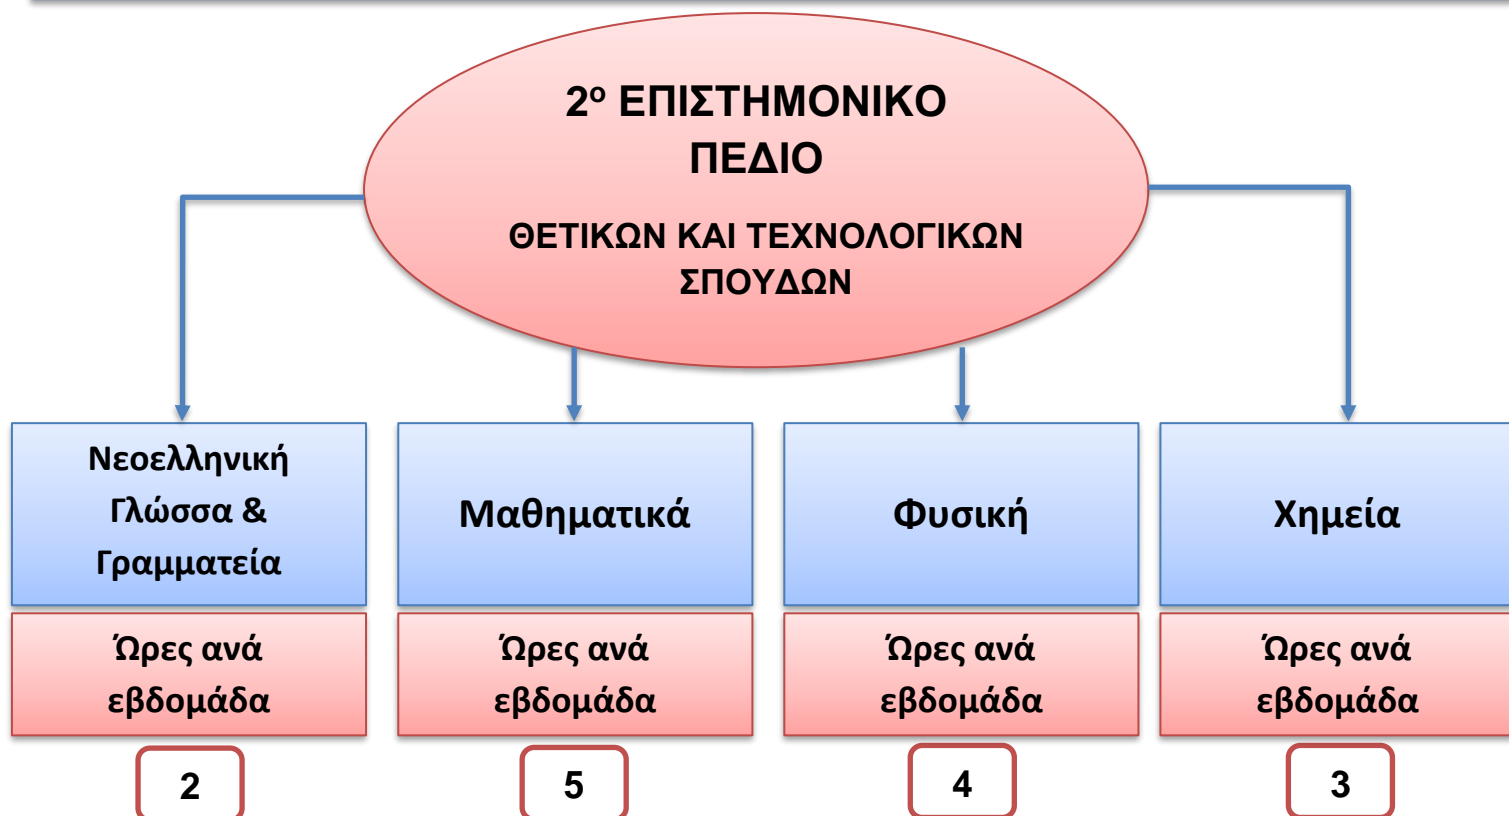 2ο ΕΠΙΣΤΗΜΟΝΙΚΟ
ΠΕΔΙΟ
ΘΕΤΙΚΩΝ ΚΑΙ ΤΕΧΝΟΛΟΓΙΚΩΝ
ΣΠΟΥΔΩΝ
Νεοελληνική
Γλώσσα &
Γραμματεία
Μαθηματικά
Φυσική
Χημεία
Ώρες ανά
εβδομάδα
Ώρες ανά
εβδομάδα
Ώρες ανά
εβδομάδα
Ώρες ανά
εβδομάδα
2
5
4
3